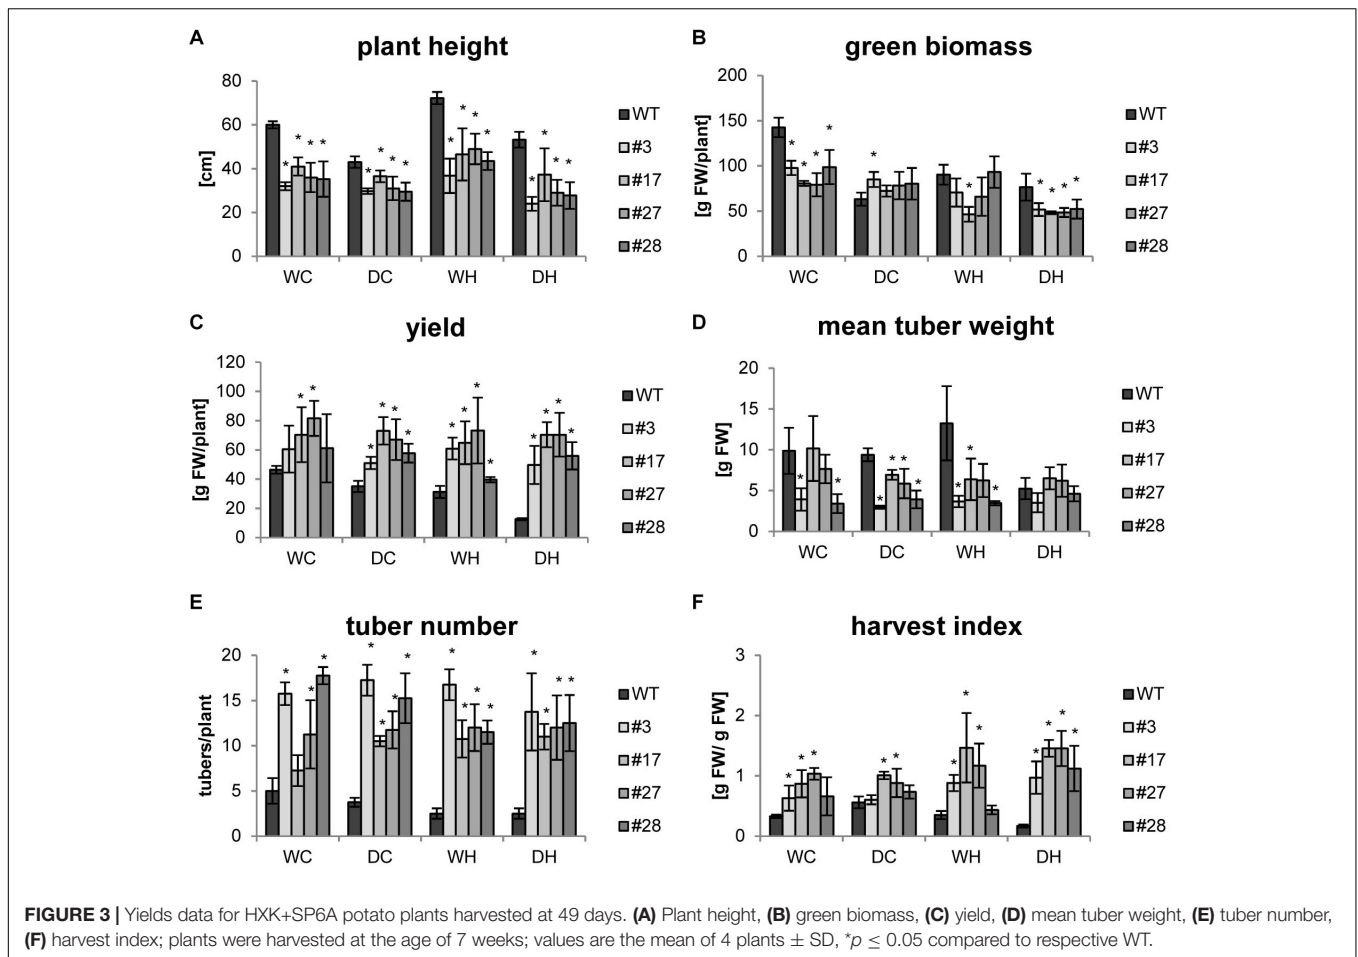 A
plant height
[cm]
80
60
40
20
0
* * * *
* * * *
* * * *
* * * *
WC DC WH DH
WT
#3
#17
#27
#28
B
green biomass
[g FW/plant]
200
150
100
50
0
* * * *
*
*
* * * *
WC DC WH DH
WT
#3
#17
#27
#28
C
yield
[g FW/plant]
120
100
80
60
40
20
0
* *
* * * *
* * * *
* * * *
WC DC WH DH
WT
#3
#17
#27
#28
D
mean tuber weight
[g FW]
20
15
10
5
0
* *
* * * *
* * *
WC DC WH DH
WT
#3
#17
#27
#28
E
tuber number
tubers/plant
20
15
10
5
0
* * *
* * * *
* * * *
* * * *
WC DC WH DH
WT
#3
#17
#27
#28
F
harvest index
[g FW/ g FW]
3
2
1
0
* * *
* *
* * *
* * * *
WC DC WH DH
WT
#3
#17
#27
#28
FIGURE 3 | Yields data for HXK+SP6A potato plants harvested at 49 days. (A) Plant height, (B) green biomass, (C) yield, (D) mean tuber weight, (E) tuber number,
(F) harvest index; plants were harvested at the age of 7 weeks; values are the mean of 4 plants ± SD, *p ≤ 0.05 compared to respective WT.